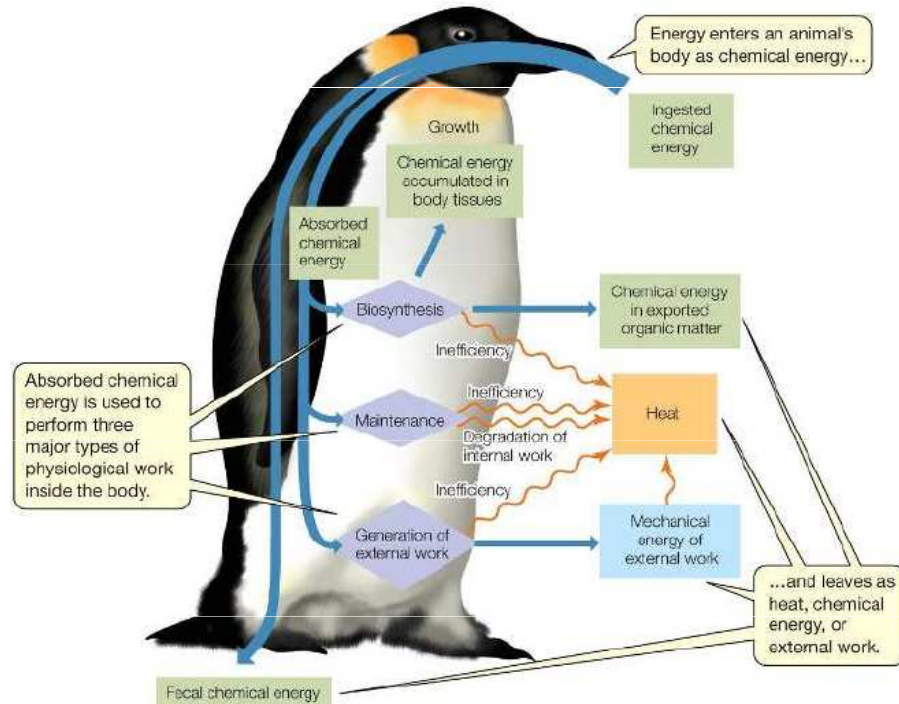 Energy enters an animal's
body as chemical energy…
Ingested
chemical
energy
Growth
Chemical energy
accumulated in
body tissues
Absorbed
chemical
energy
Biosynthesis
Chemical energy
in exported
organic matter
Inefficiency
Absorbed chemical
energy is used to
perform three
major types of
physiological work
inside the body.
Inefficiency
Maintenance
Heat
Degradation of
internal work
Inefficiency
Generation of
external work
Mechanical
energy of
external work
…and leaves as
heat, chemical
energy, or
external work.
Fecal chemical energy